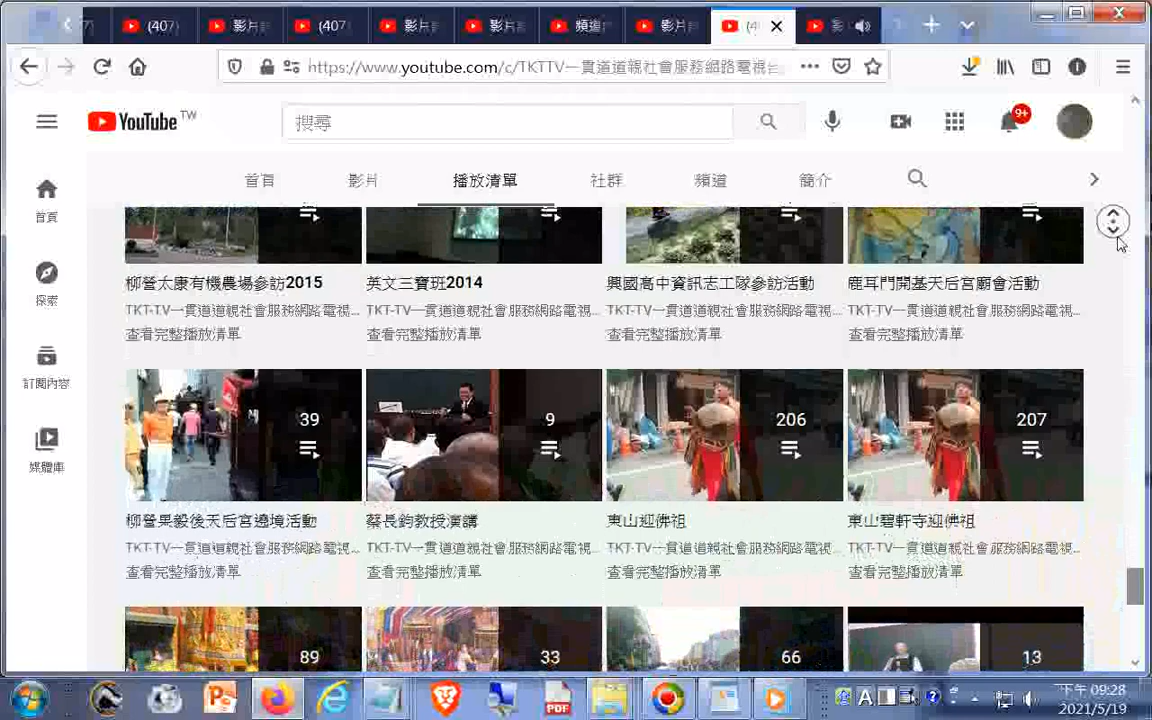 (407
影片
(407
影片
影片
頻道
影片
(4
影
https://www.youtube.com/c/TKTTV一貫道道親社會服務網路電視台
YouTube TW
搜尋
9+
首頁
影片
播放清單
社群
頻道
簡介
首頁
探索
訂閱內容
媒體庫
柳營太康有機農場參訪2015
英文三寶班2014
興國高中資訊志工隊參訪活動
鹿耳門開基天后宮廟會活動
TKT-TV一貫道道親社會服務網路電視...
TKT-TV一貫道道親社會服務網路電視...
TKT-TV一貫道道親社會服務網路電視...
TKT-TV一貫道道親社會服務網路電視...
查看完整播放清單
查看完整播放清單
查看完整播放清單
查看完整播放清單
39
9
206
207
柳營果毅後天后宮遶境活動
蔡長鈞教授演講
東山迎佛祖
東山碧軒寺迎佛祖
TKT-TV一貫道道親社會服務網路電視...
TKT-TV一貫道道親社會服務網路電視...
TKT-TV一貫道道親社會服務網路電視...
TKT-TV一貫道道親社會服務網路電視...
查看完整播放清單
查看完整播放清單
查看完整播放清單
查看完整播放清單
89
33
66
13
PDF
A
下午 09:28
2021/5/19